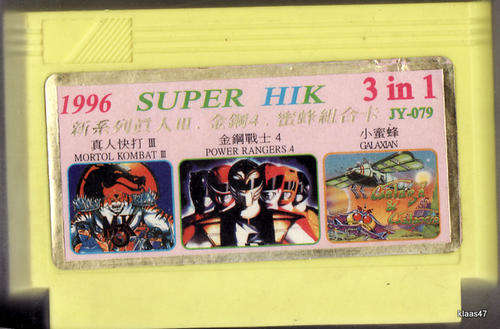 1996 SUPER HIK 3 in 1
JY-079
新系列真人III.金鋼4.蜜蜂組合卡
真人快打 III
MORTOL KOMBAT III
金鋼戰士 4
POWER RANGERS 4
小蜜蜂
GALAXIAN
klaas47